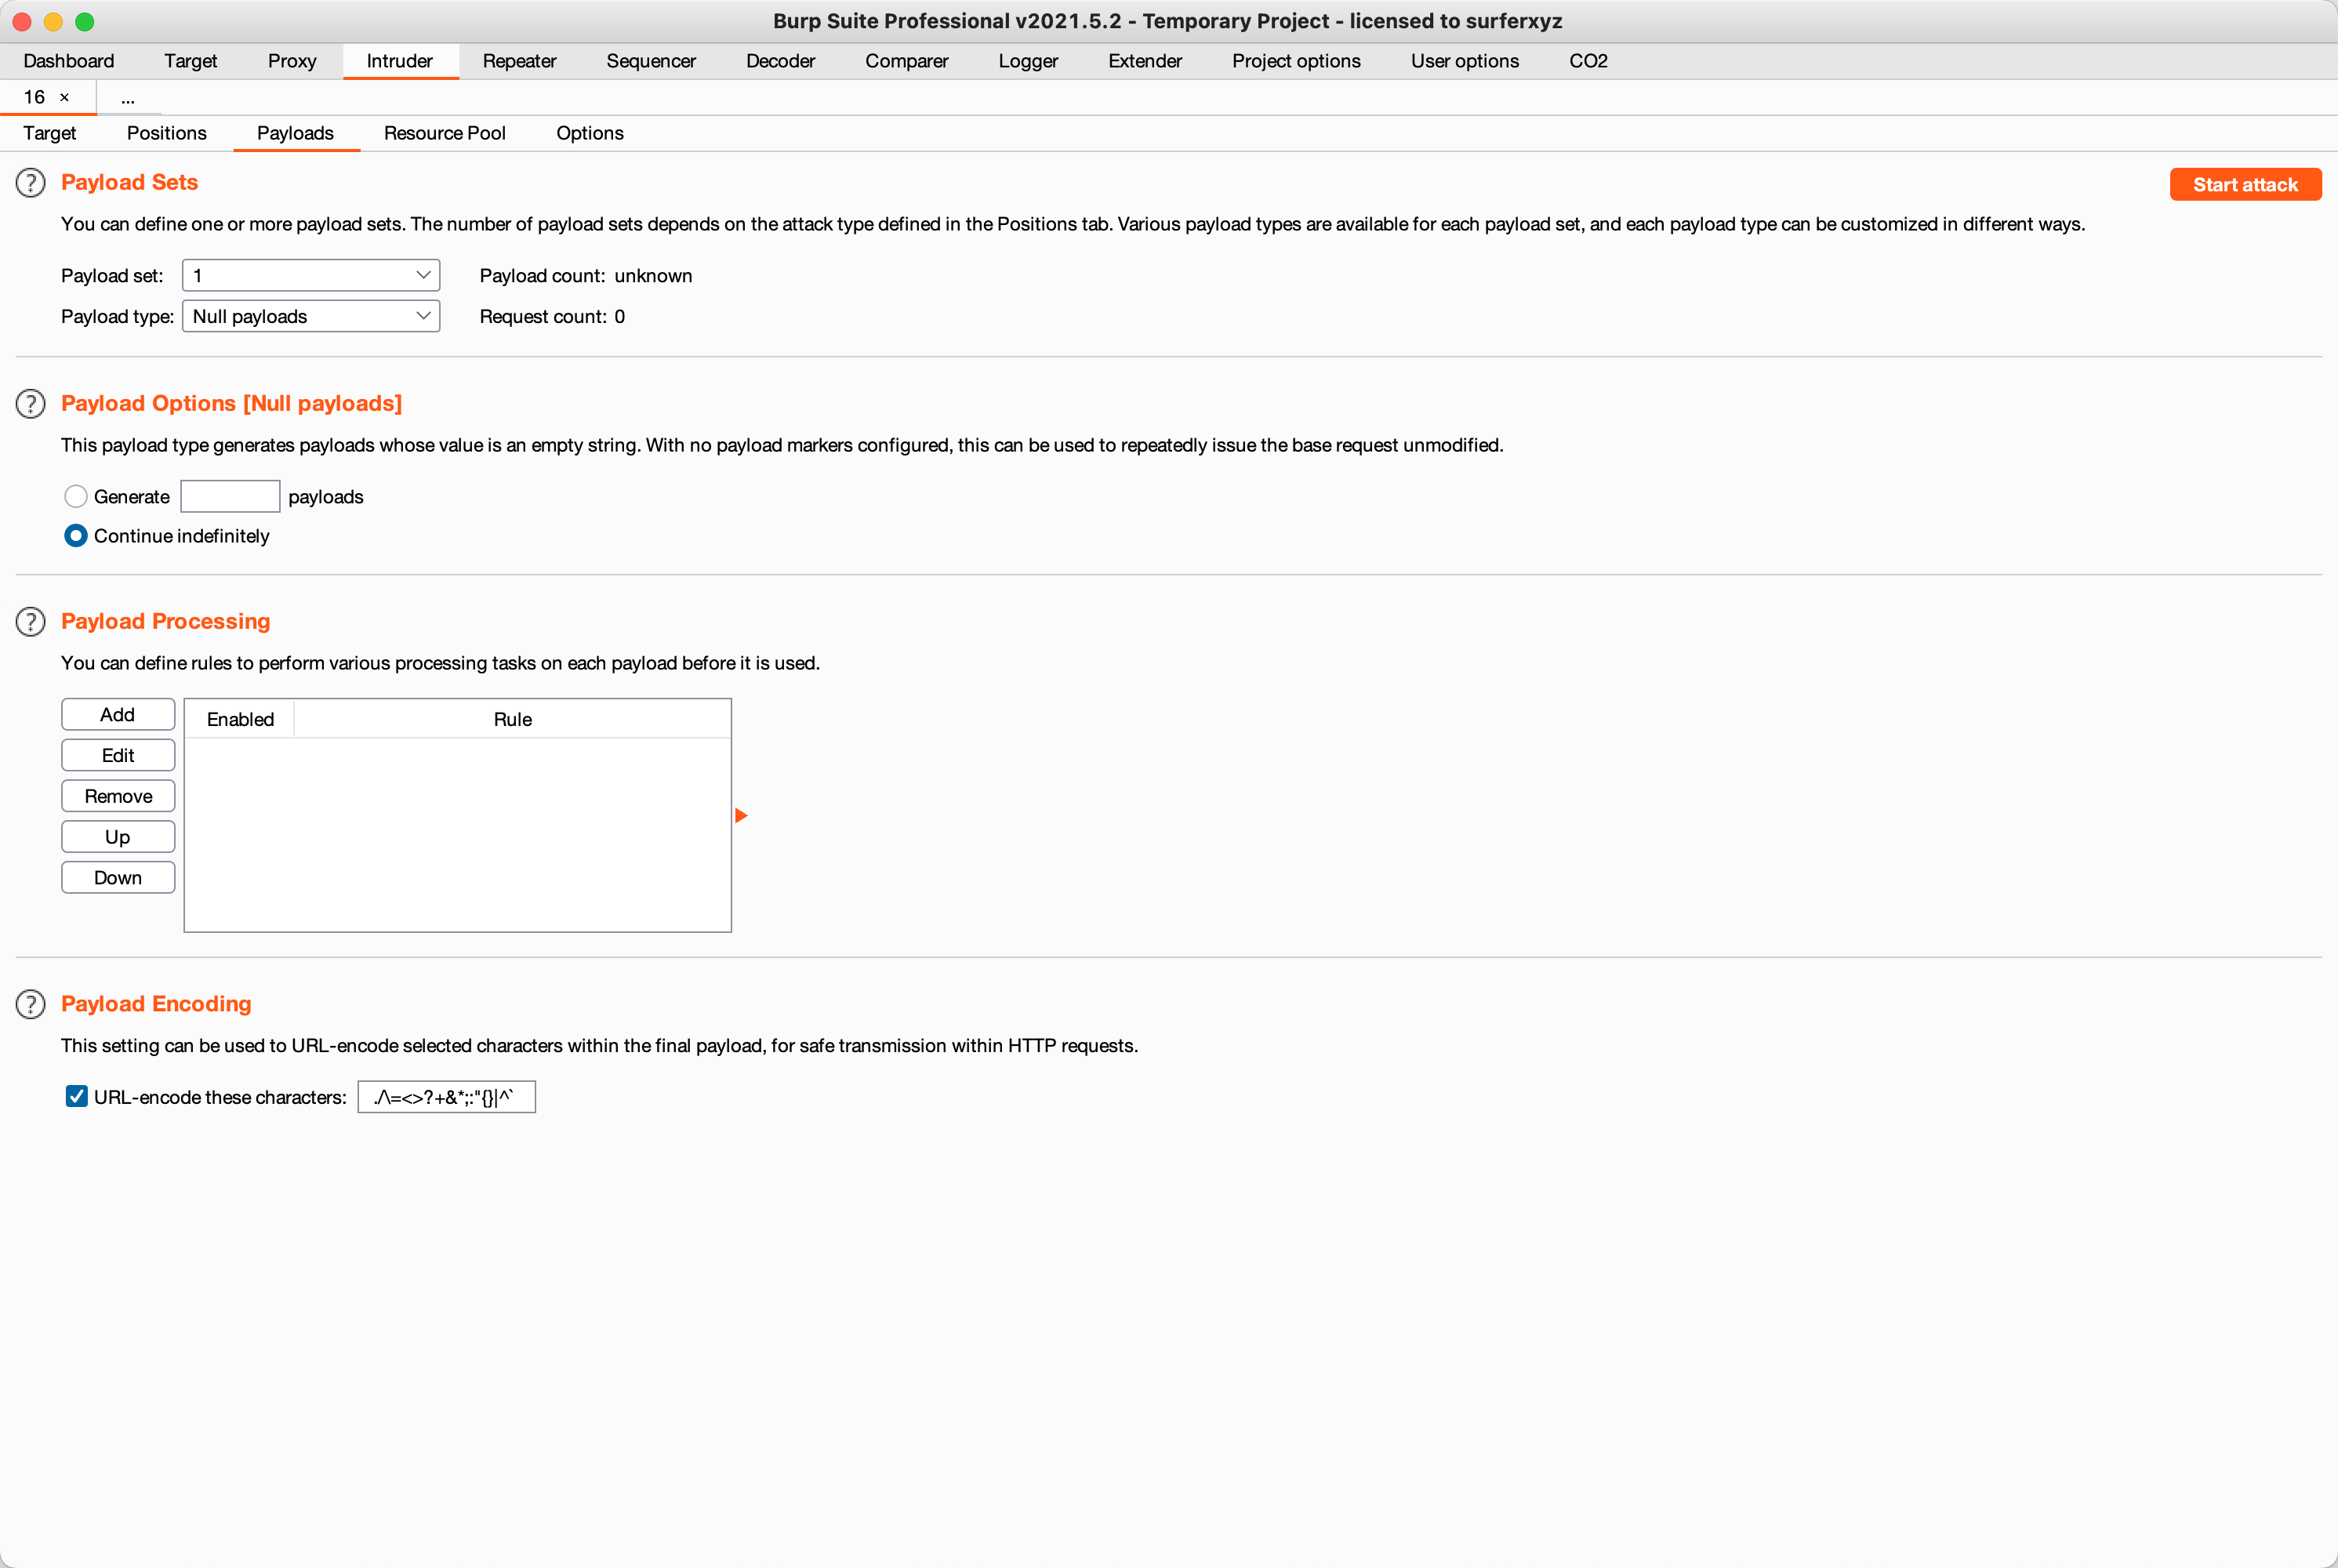 Burp Suite Professional v2021.5.2 - Temporary Project - licensed to surferxyz
Dashboard Target Proxy Intruder Repeater Sequencer Decoder Comparer Logger Extender Project options User options CO2
16 × ...
Target Positions Payloads Resource Pool Options
? Payload Sets Start attack
You can define one or more payload sets. The number of payload sets depends on the attack type defined in the Positions tab. Various payload types are available for each payload set, and each payload type can be customized in different ways.
Payload set: 1 Payload count: unknown
Payload type: Null payloads Request count: 0
? Payload Options [Null payloads]
This payload type generates payloads whose value is an empty string. With no payload markers configured, this can be used to repeatedly issue the base request unmodified.
Generate payloads
Continue indefinitely
? Payload Processing
You can define rules to perform various processing tasks on each payload before it is used.
Add Enabled Rule
Edit
Remove
Up
Down
? Payload Encoding
This setting can be used to URL-encode selected characters within the final payload, for safe transmission within HTTP requests.
URL-encode these characters: ./\=<>?+&*;:"{}|^`